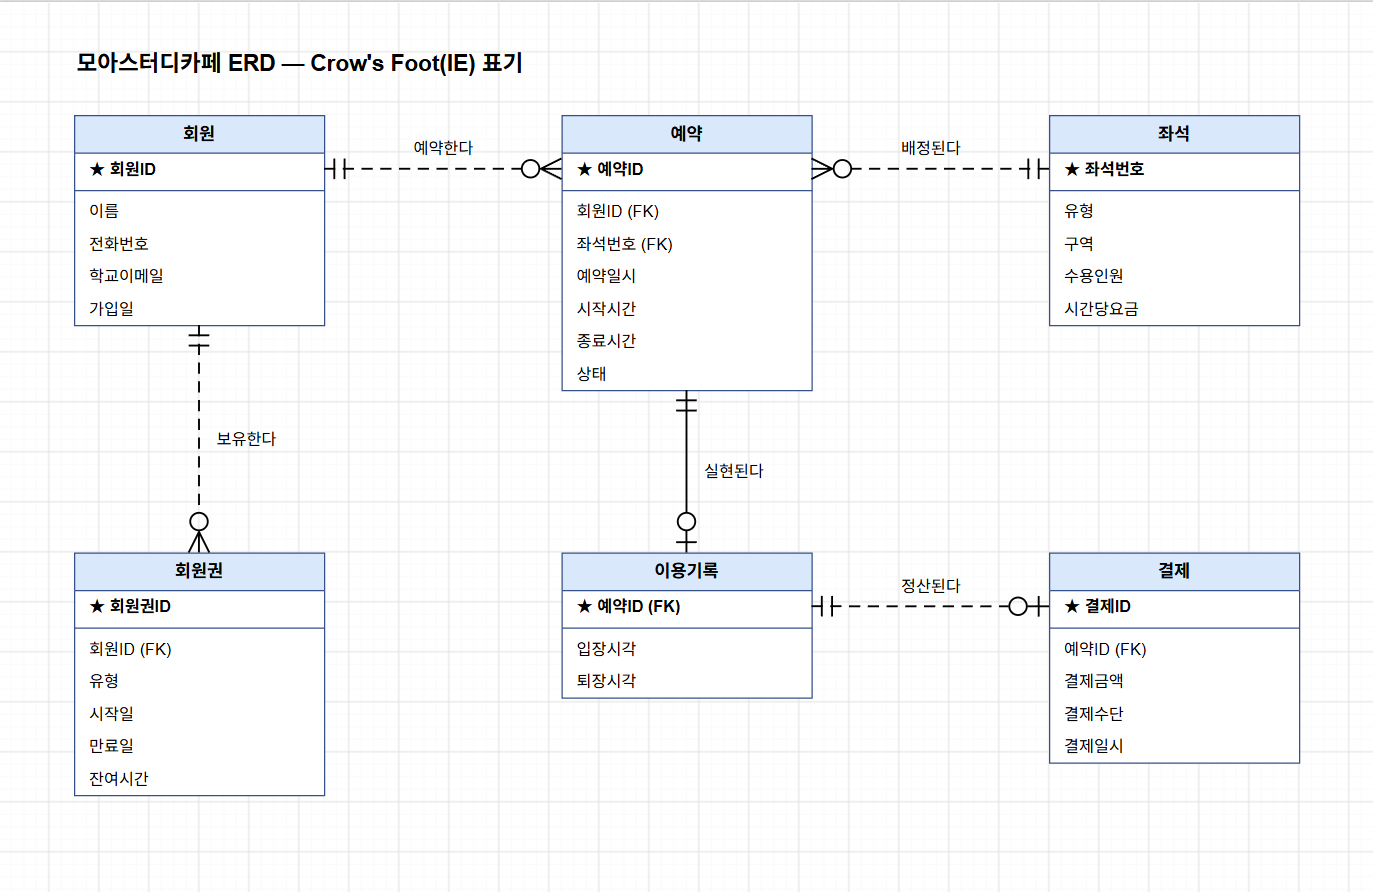 모아스터디카페 ERD — Crow's Foot(IE) 표기
회원
★ 회원ID
이름
전화번호
학교이메일
가입일
예약한다
예약
★ 예약ID
회원ID (FK)
좌석번호 (FK)
예약일시
시작시간
종료시간
상태
배정된다
좌석
★ 좌석번호
유형
구역
수용인원
시간당요금
보유한다
실현된다
회원권
★ 회원권ID
회원ID (FK)
유형
시작일
만료일
잔여시간
이용기록
★ 예약ID (FK)
입장시각
퇴장시각
정산된다
결제
★ 결제ID
예약ID (FK)
결제금액
결제수단
결제일시